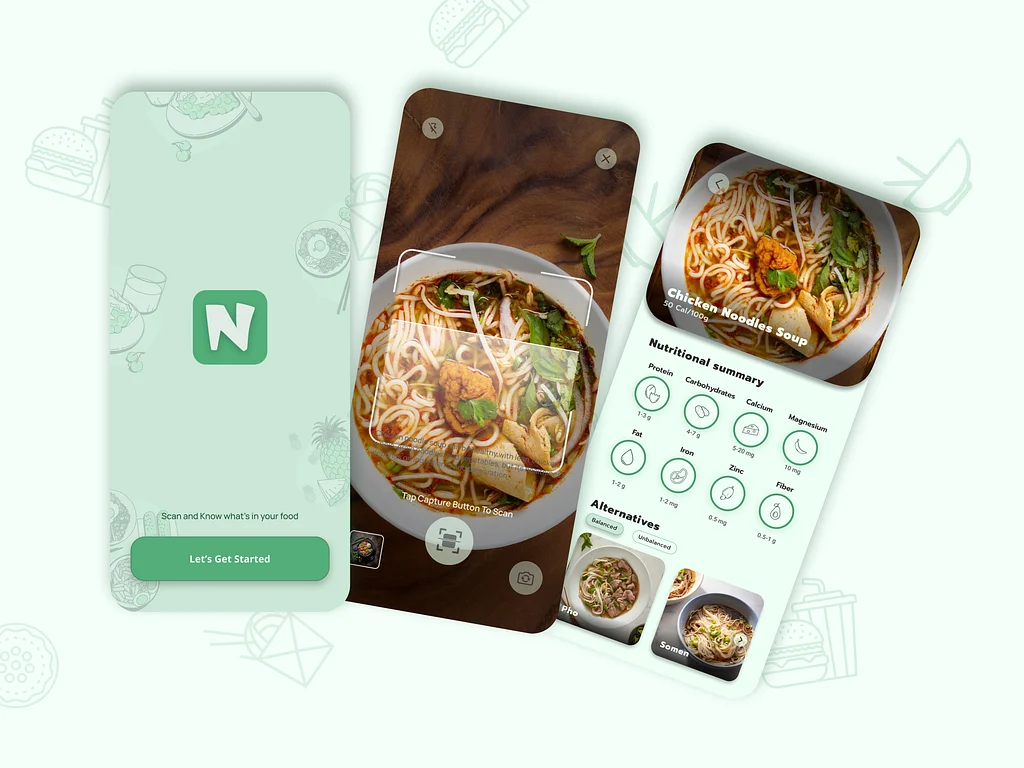 N
Scan and Know what's in your food
Let's Get Started
Tap Capture Button To Scan
Chicken Noodles Soup
50 Cal/100g
Nutritional summary
Protein
Carbohydrates
Calcium
Magnesium
1-3 g
4-7 g
5-20 mg
10 mg
Fat
Iron
Zinc
Fiber
1-2 g
1-2 mg
0.5 mg
0.5-1 g
Alternatives
Balanced
Unbalanced
Pho
Somen